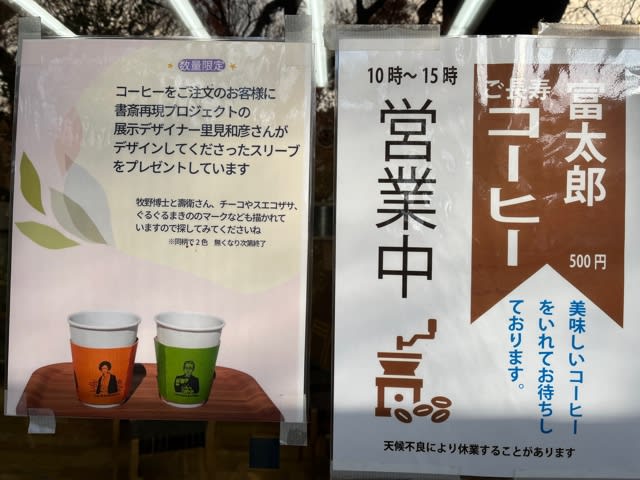 数量限定
コーヒーをご注文のお客様に
書斎再現プロジェクトの
展示デザイナー里見和彦さんが
デザインしてくださったスリーブ
をプレゼントしています
牧野博士と壽衛さん、チーコやスエコザサ、
ぐるぐるまきののマークなども描かれて
いますので探してみてくださいね
※同柄で2色 無くなり次第終了
10時〜15時
営業中
富太郎
ご長寿
コーヒー
500円
美味しいコーヒー
をいれてお待ちし
ております。
天候不良により休業することがあります